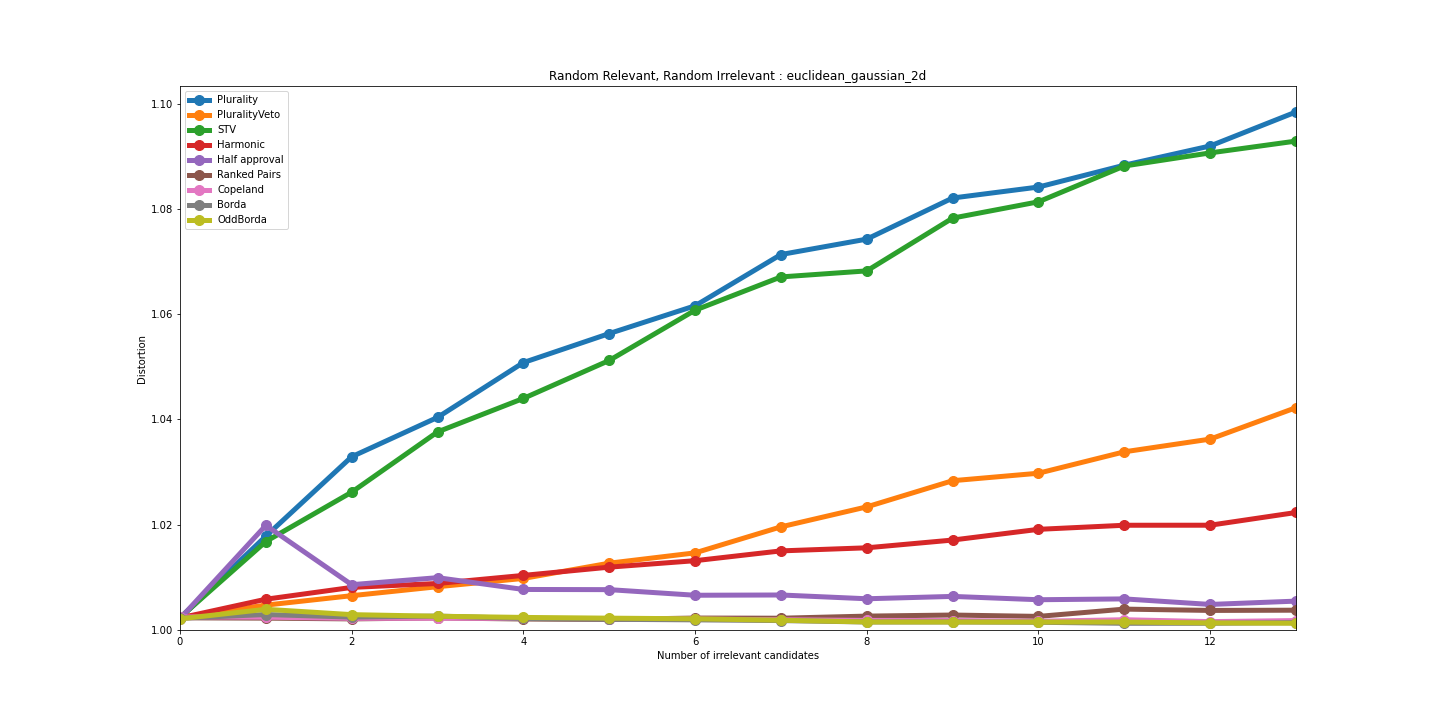 Random Relevant, Random Irrelevant : euclidean_gaussian_2d
Plurality
PluralityVeto
STV
Harmonic
Half approval
Ranked Pairs
Copeland
Borda
OddBorda
1.10
1.08
1.06
1.04
1.02
1.00
Distortion
0
2
4
6
8
10
12
Number of irrelevant candidates